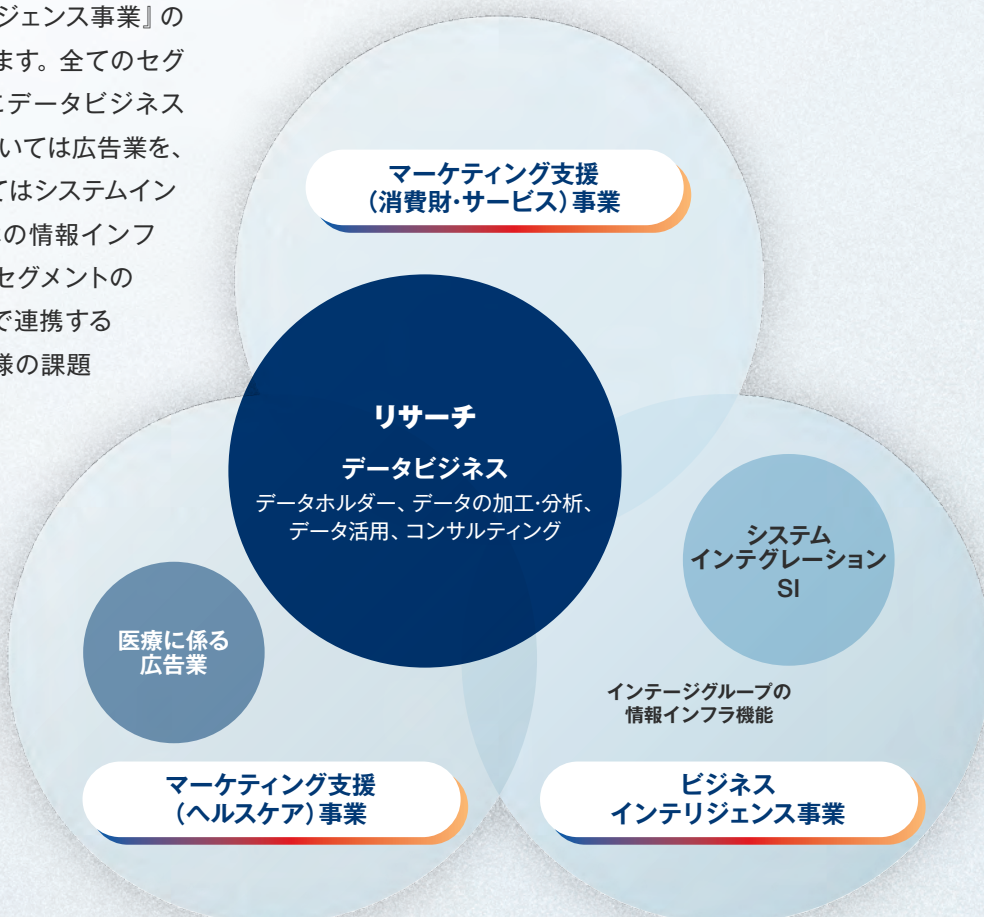 ジェンス事業』の
ます。全てのセグ
にデータビジネス
いては広告業を、
てはシステムイン
の情報インフ
セグメントの
で連携する
様の課題
マーケティング支援
(消費財・サービス)事業
リサーチ
データビジネス
データホルダー、データの加工・分析、
データ活用、コンサルティング
システム
インテグレーション
SI
医療に係る
広告業
インテージグループの
情報インフラ機能
マーケティング支援
(ヘルスケア)事業
ビジネス
インテリジェンス事業